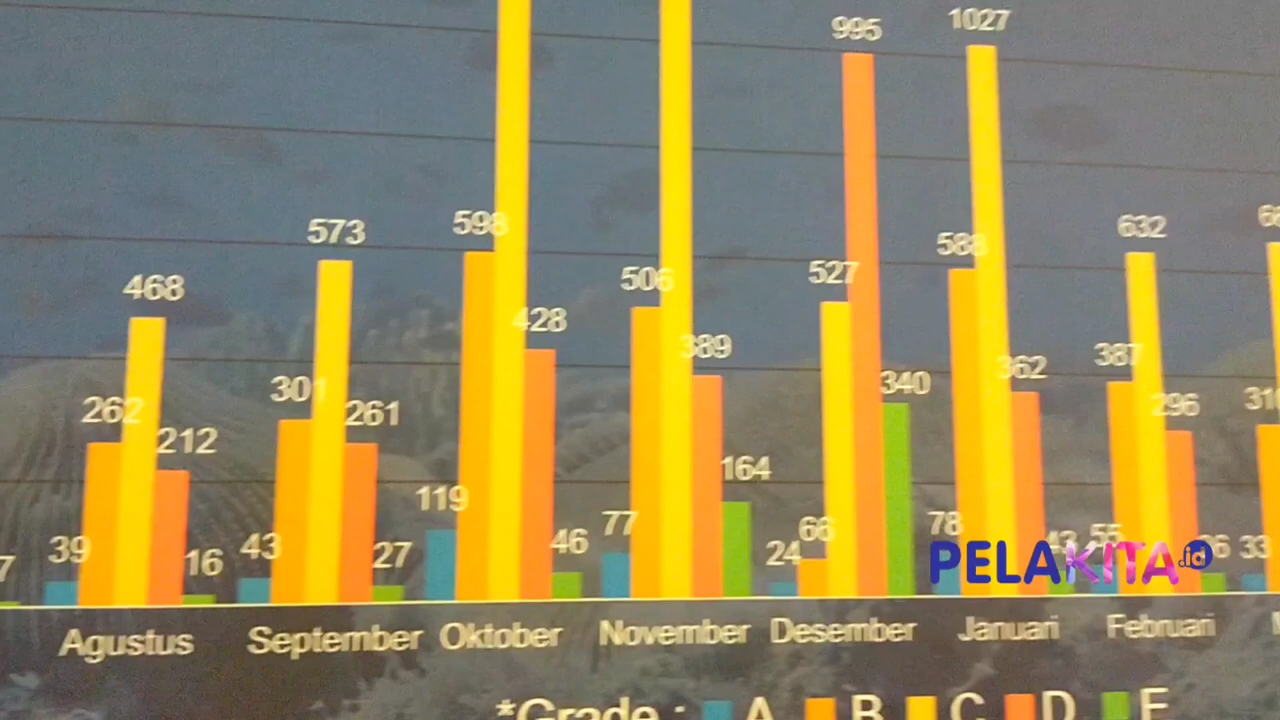 995 1027
573 598 588 632
468 506 527
428 389 362 387
262 301 261 340 296
212 119 164
39 16 43 27 46 77 24 66 78 55 33
PELAKITA.id
Agustus September Oktober November Desember Januari Februari
*Grade : A B C D E